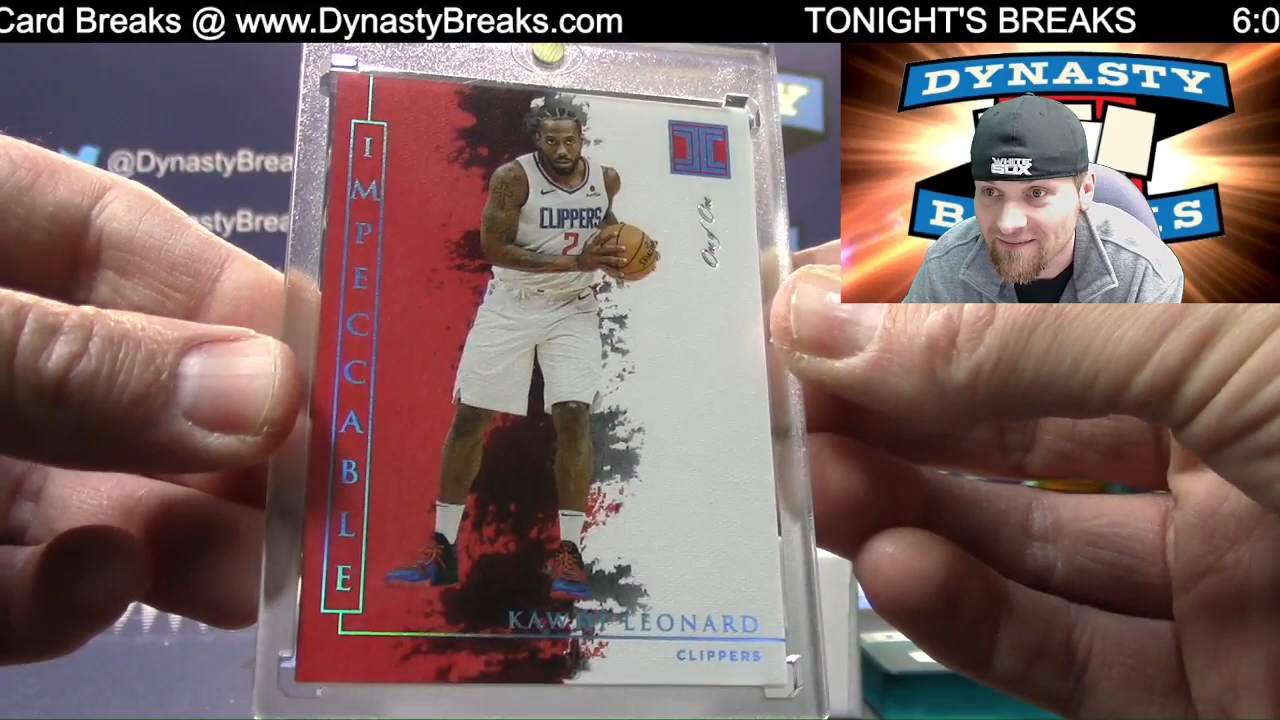 Card Breaks @ www.DynastyBreaks.com TONIGHT'S BREAKS 6:0
DYNASTY
WHITE
SOX
@DynastyBrea
IMPECCABLE
CLIPPERS
2
One of One
KAWHI LEONARD
CLIPPERS